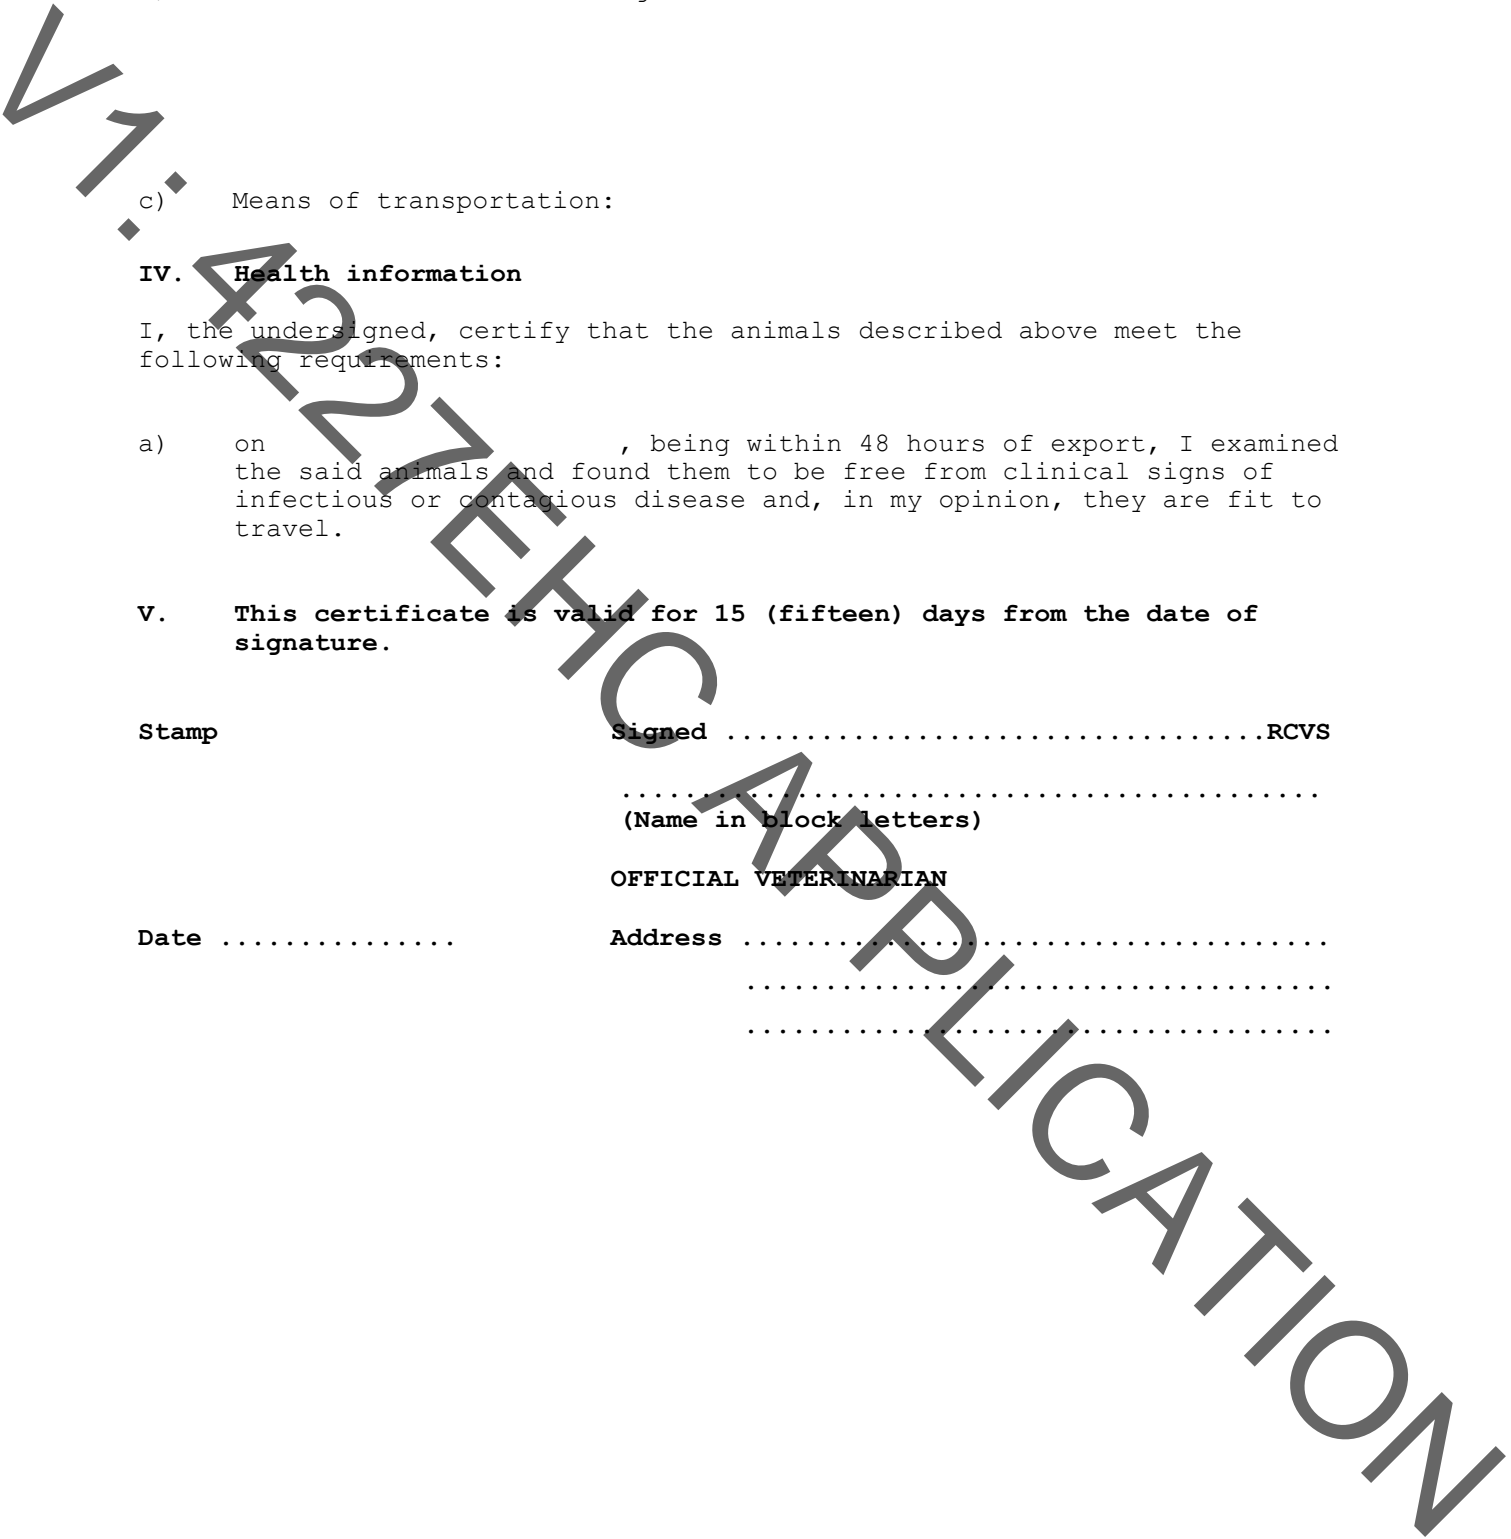 c) Means of transportation:
IV. Health information
I, the undersigned, certify that the animals described above meet the
following requirements:
a) on , being within 48 hours of export, I examined
the said animals and found them to be free from clinical signs of
infectious or contagious disease and, in my opinion, they are fit to
travel.
V. This certificate is valid for 15 (fifteen) days from the date of
signature.
Stamp Signed ..................................RCVS
............................................
(Name in block letters)
OFFICIAL VETERINARIAN
Date ............... Address .....................................
.....................................
.....................................
V1: 4227EHC APPLICATION